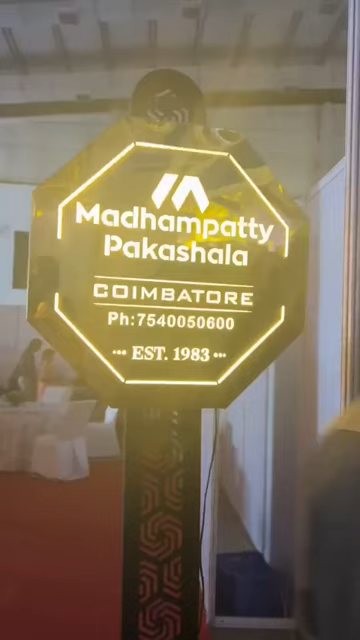 Madhampatty
Pakashala
COIMBATORE
Ph:7540050600
••• EST. 1983 •••